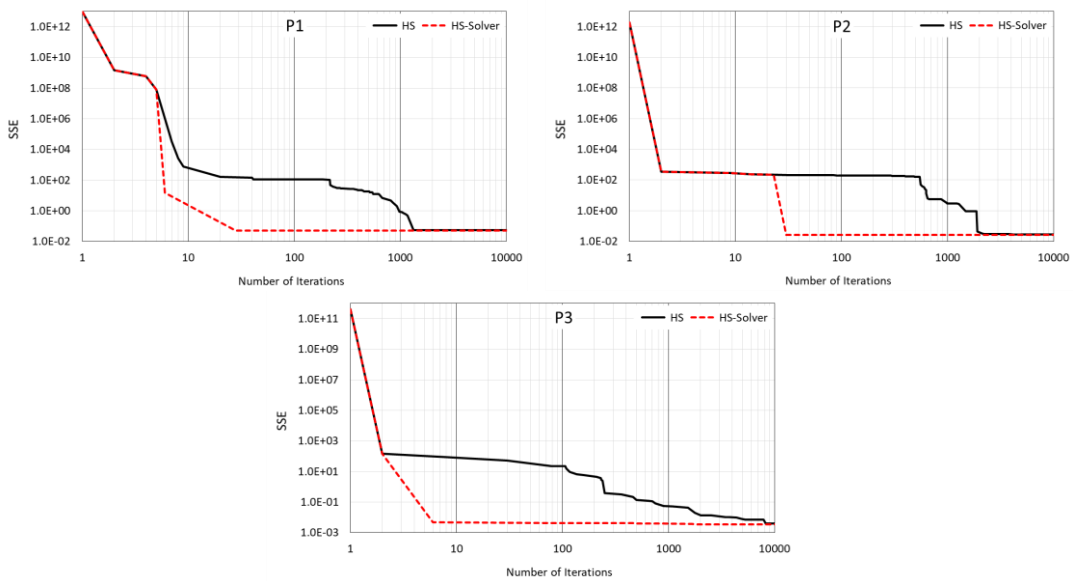 P1
HS HS-Solver
1.0E+12
1.0E+10
1.0E+08
1.0E+06
1.0E+04
1.0E+02
1.0E+00
1.0E-02
SSE
1 10 100 1000 10000
Number of Iterations
P2
HS HS-Solver
1.0E+12
1.0E+10
1.0E+08
1.0E+06
1.0E+04
1.0E+02
1.0E+00
1.0E-02
SSE
1 10 100 1000 10000
Number of Iterations
P3
HS HS-Solver
1.0E+11
1.0E+09
1.0E+07
1.0E+05
1.0E+03
1.0E+01
1.0E-01
1.0E-03
SSE
1 10 100 1000 10000
Number of Iterations